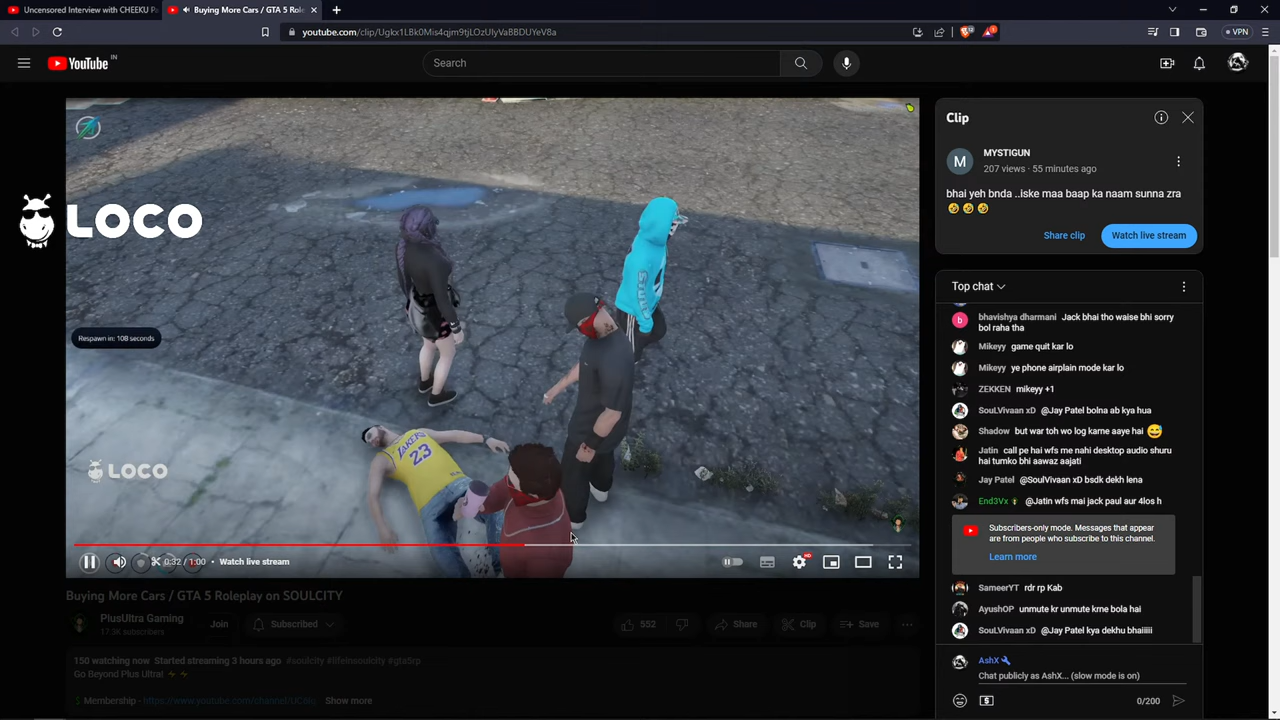 Uncensored Interview with CHEEKU P
Buying More Cars / GTA 5 Role
VPN
YouTube IN
Search
LOCO
Respawn in: 108 seconds
LAKERS
23
LOCO
0:32 / 1:00 • Watch live stream
HD
Buying More Cars / GTA 5 Roleplay on SOULCITY
PlusUltra Gaming
17.3K subscribers
Join
Subscribed
552
Share
Clip
Save
150 watching now Started streaming 3 hours ago #soulcity #lifeinsoulcity #gta5rp
Go Beyond Plus Ultra!
Membership - Show more
Clip
M
MYSTIGUN
207 views • 55 minutes ago
bhai yeh bnda ..iske maa baap ka naam sunna zra
🤣 🤣 🤣
Share clip
Watch live stream
Top chat
b
bhavishya dharmani Jack bhai tho waise bhi sorry
bol raha tha
Mikeyy game quit kar lo
Mikeyy ye phone airplain mode kar lo
ZEKKEN mikeyy +1
SouLVivaan xD @Jay Patel bolna ab kya hua
Shadow but war toh wo log karne aaye hai 😅
Jatin call pe hai wfs me nahi desktop audio shuru
hai tumko bhi aawaz aajati
Jay Patel @SoulVivaan xD bsdk dekh lena
End3Vx @Jatin wfs mai jack paul aur 4los h
Subscribers-only mode. Messages that appear
are from people who subscribe to this channel.
Learn more
SameerYT rdr rp Kab
AyushOP unmute kr unmute krne bola hai
SouLVivaan xD @Jay Patel kya dekhu bhaiiiii
AshX
Chat publicly as AshX... (slow mode is on)
0/200